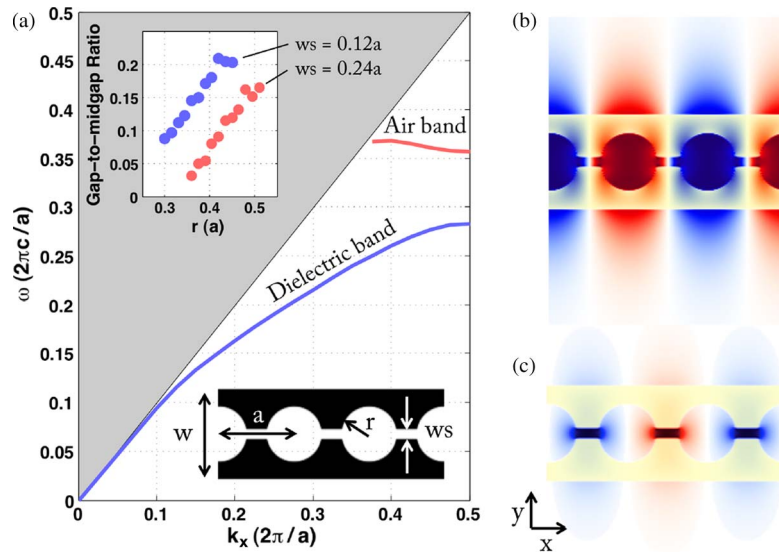 (a)
0.5
0.45
0.4
0.35
0.3
0.25
0.2
0.15
0.1
0.05
0
ω (2πc/a)
0
0.1
0.2
0.3
0.4
0.5
kx (2π/a)
Gap-to-midgap Ratio
0.2
0.15
0.1
0.05
0
0.3
0.4
0.5
r (a)
ws = 0.12a
ws = 0.24a
Air band
Dielectric band
w
a
r
ws
(b)
(c)
y
x